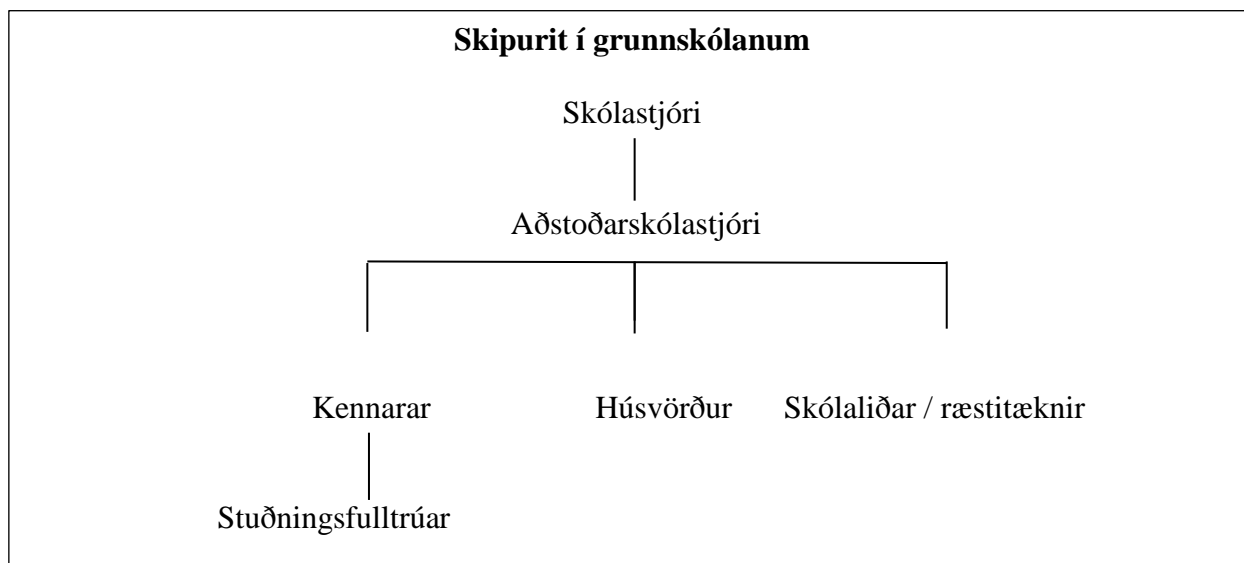 Skipurit í grunnskólanum
Skólastjóri
Aðstoðarskólastjóri
Kennarar Húsvörður Skólaliðar / ræstitæknir
Stuðningsfulltrúar